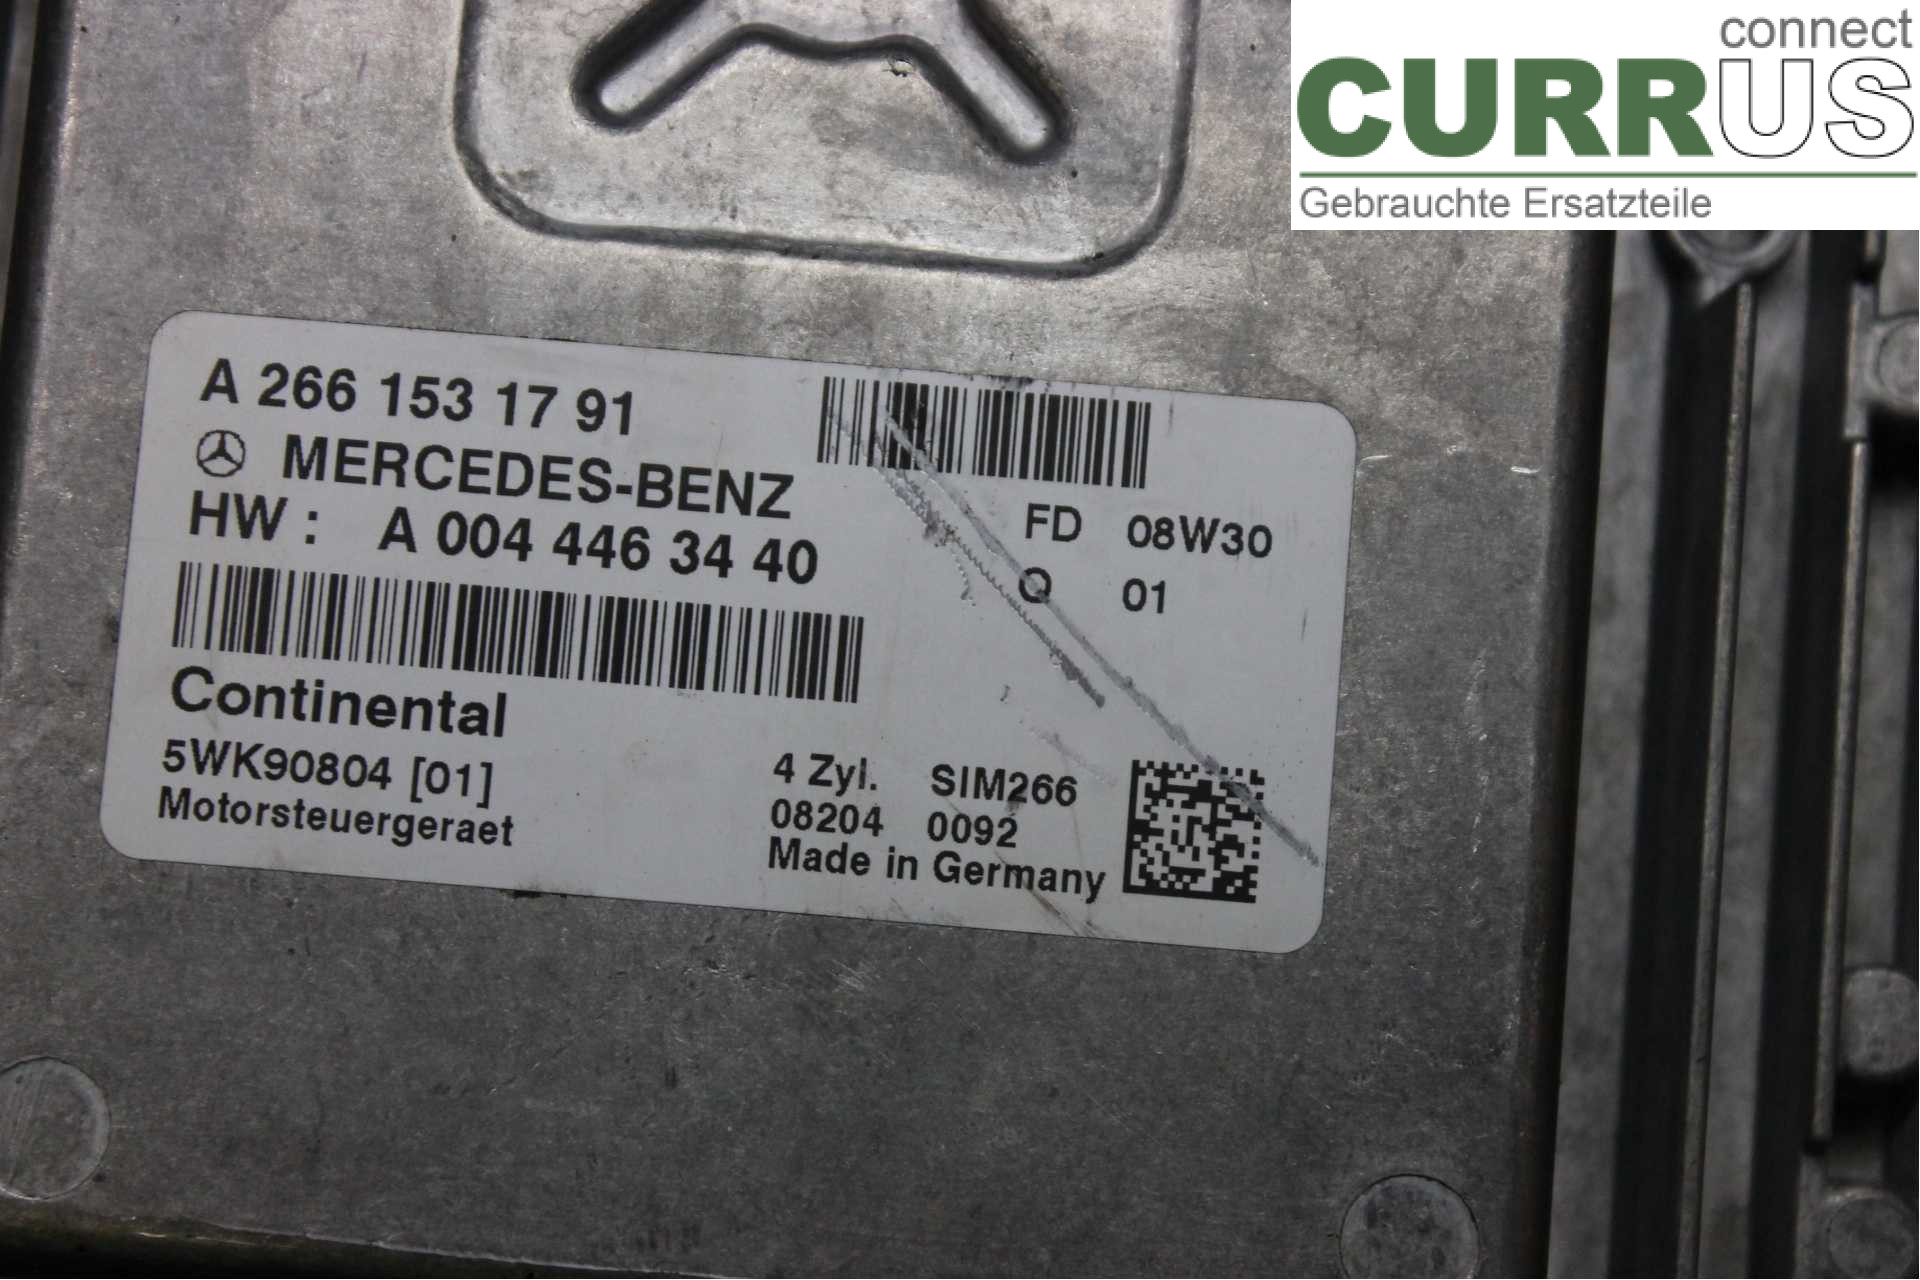 connect
CURRUS
Gebrauchte Ersatzteile
A 266 153 17 91
MERCEDES-BENZ
HW : A 004 446 34 40
FD 08W30
Q 01
Continental
5WK90804 [01]
Motorsteuergeraet
4 Zyl. SIM266
08204 0092
Made in Germany